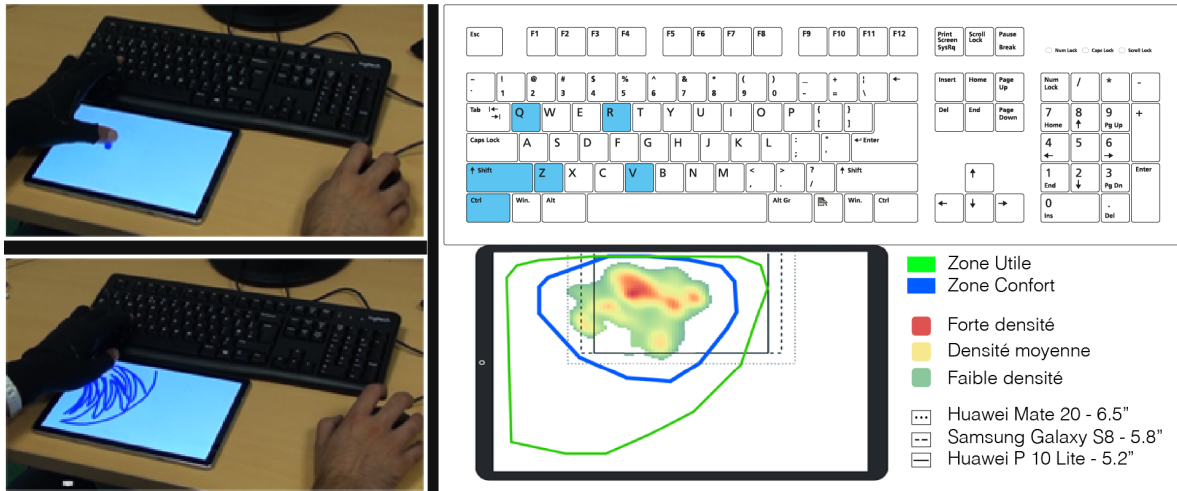 Esc F1 F2 F3 F4 F5 F6 F7 F8 F9 F10 F11 F12 Print Screen SysRq Scroll Lock Pause Break Num Lock Caps Lock Scroll Lock
~ ` ! 1 @ 2 # 3 $ 4 % 5 ^ 6 & 7 * 8 ( 9 ) 0 _ - + = ¦ \ ← Insert Home Page Up Num Lock / * -
Tab Q W E R T Y U I O P { [ } ] Del End Page Down 7 Home 8 ↑ 9 Pg Up +
Caps Lock A S D F G H J K L : ; " ' ↵ Enter 4 ← 5 6 →
↑ Shift Z X C V B N M < , > . ? / ↑ Shift ↑ 1 End 2 ↓ 3 Pg Dn Enter
Ctrl Win. Alt Alt Gr Win. Ctrl ← ↓ → 0 Ins . Del
Zone Utile
Zone Confort
Forte densité
Densité moyenne
Faible densité
Huawei Mate 20 - 6.5”
Samsung Galaxy S8 - 5.8”
Huawei P 10 Lite - 5.2”